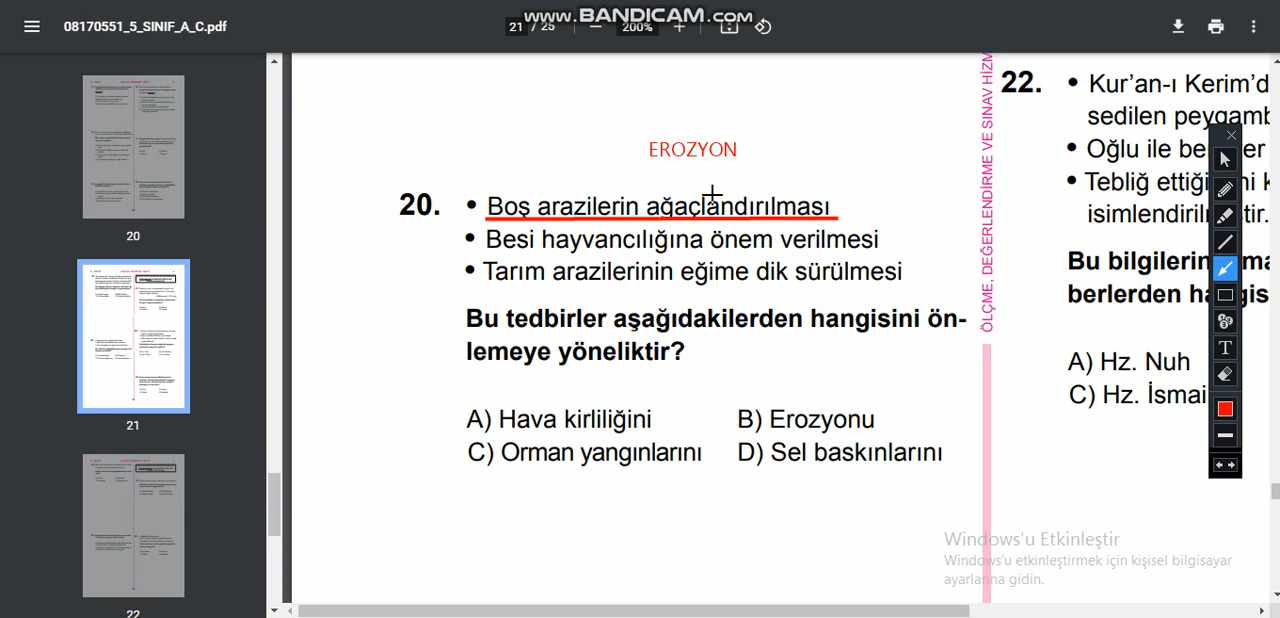 www.BANDICAM.com
08170551_5_SINIF_A_C.pdf
21 / 25
200%
20
21
22
EROZYON
20.
• Boş arazilerin ağaçlandırılması
• Besi hayvancılığına önem verilmesi
• Tarım arazilerinin eğime dik sürülmesi
Bu tedbirler aşağıdakilerden hangisini ön-
lemeye yöneliktir?
A) Hava kirliliğini B) Erozyonu
C) Orman yangınlarını D) Sel baskınlarını
ÖLÇME, DEĞERLENDİRME VE SINAV HİZM
22.
• Kur’an-ı Kerim’d
sedilen peygamb
• Oğlu ile be er
• Tebliğ ettiği ni k
isimlendiril tir.
Bu bilgilerin ma
berlerden ha gis
A) Hz. Nuh
C) Hz. İsmai
Windows'u Etkinleştir
Windows'u etkinleştirmek için kişisel bilgisayar
ayarlarına gidin.